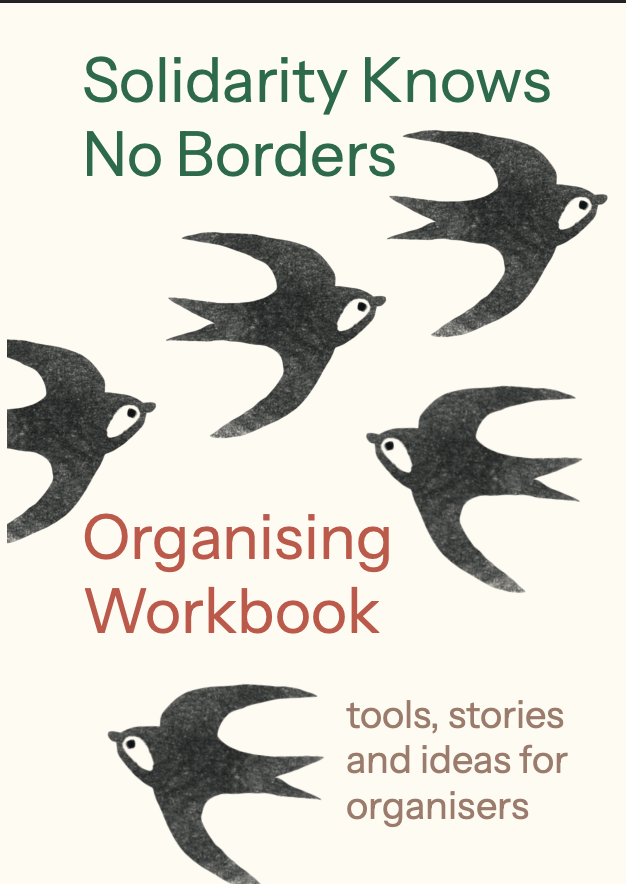 Solidarity Knows
No Borders
Organising
Workbook
tools, stories
and ideas for
organisers